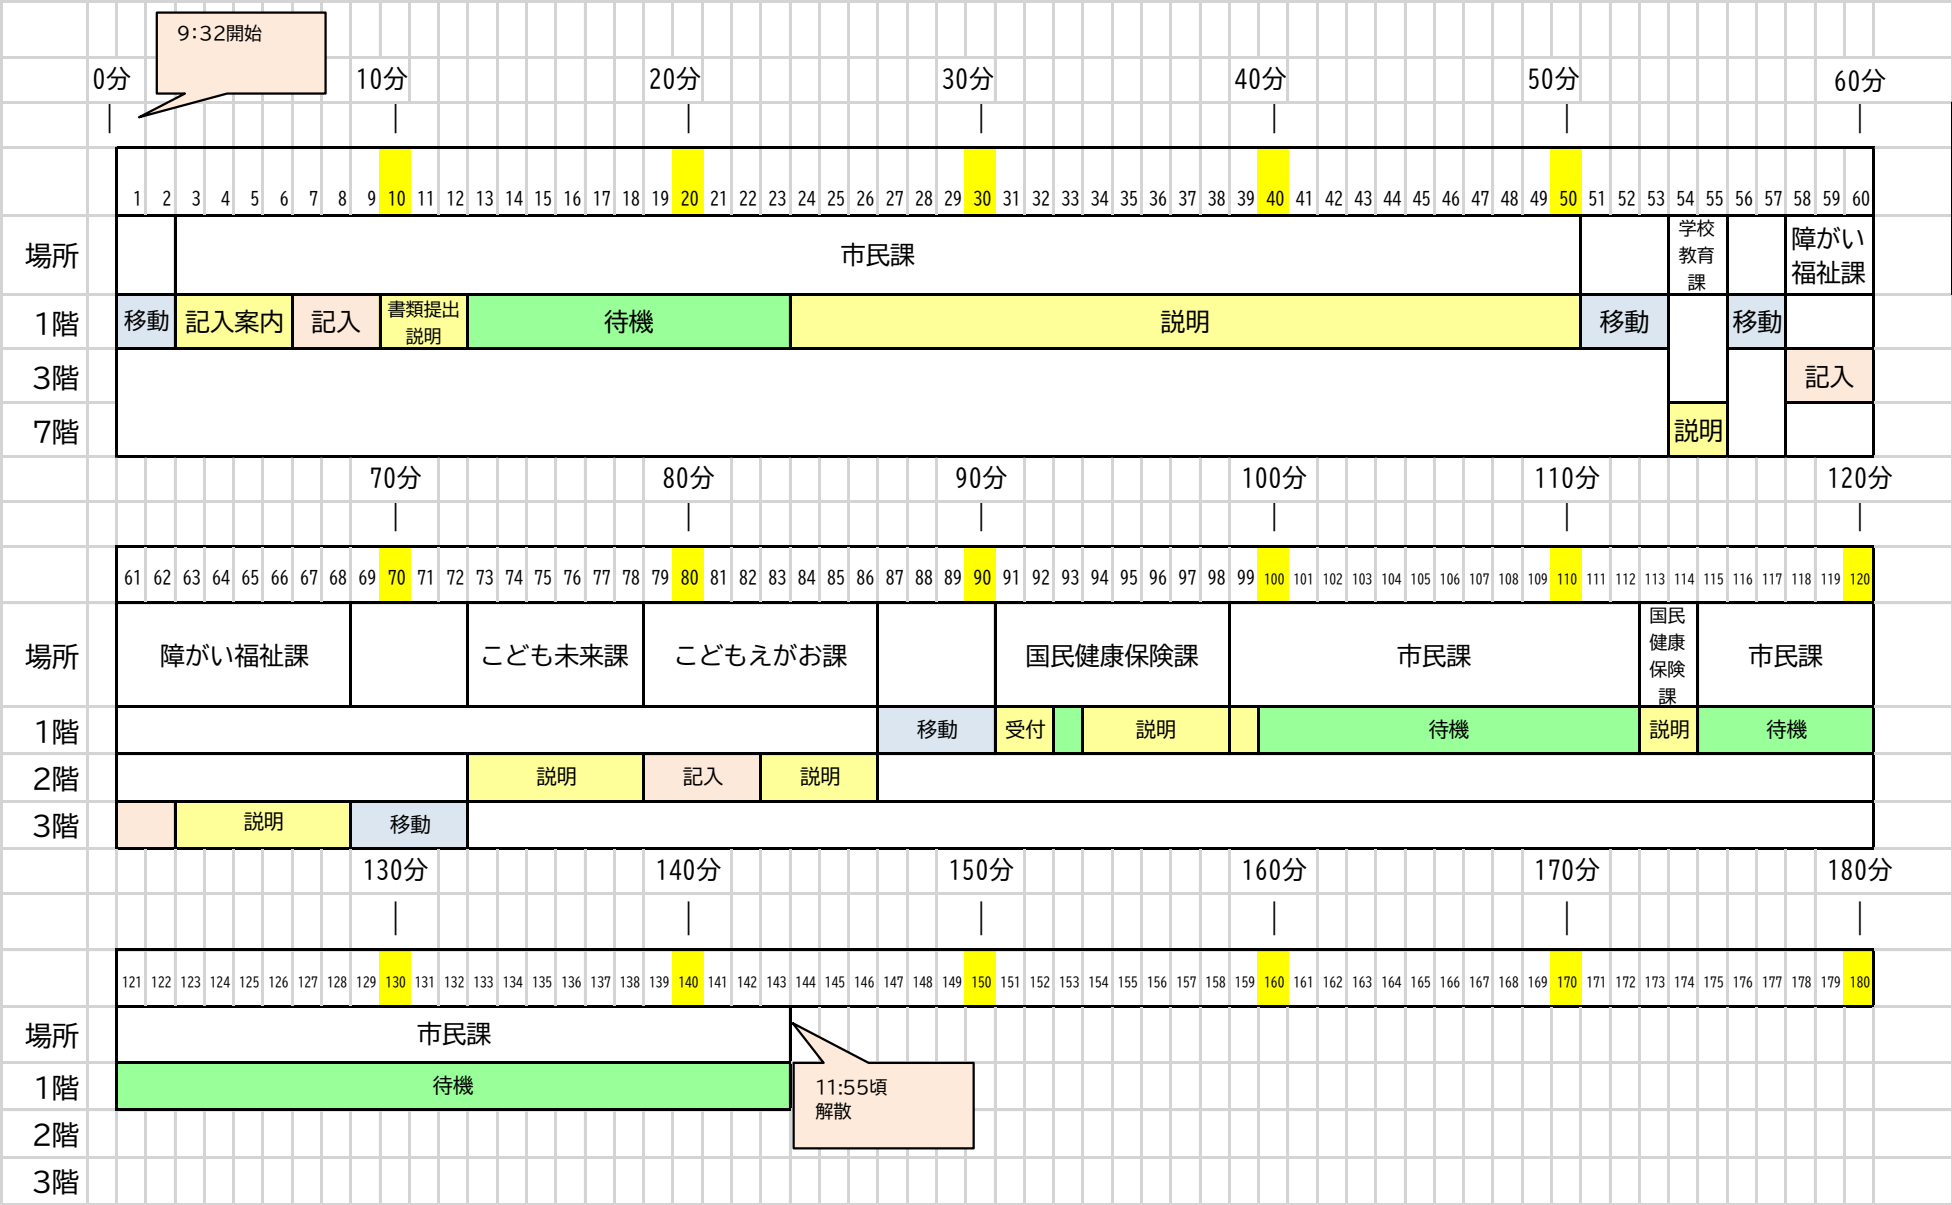 9:32開始
0分 10分 20分 30分 40分 50分 60分
1 2 3 4 5 6 7 8 9 10 11 12 13 14 15 16 17 18 19 20 21 22 23 24 25 26 27 28 29 30 31 32 33 34 35 36 37 38 39 40 41 42 43 44 45 46 47 48 49 50 51 52 53 54 55 56 57 58 59 60
場所 市民課
学校
教育
課
障がい
福祉課
1階 移動 記入案内 記入
書類提出
説明
待機 説明 移動 移動
3階 記入
7階 説明
70分 80分 90分 100分 110分 120分
61 62 63 64 65 66 67 68 69 70 71 72 73 74 75 76 77 78 79 80 81 82 83 84 85 86 87 88 89 90 91 92 93 94 95 96 97 98 99 100 101 102 103 104 105 106 107 108 109 110 111 112 113 114 115 116 117 118 119 120
場所 障がい福祉課 こども未来課 こどもえがお課 国民健康保険課 市民課
国民
健康
保険
課
市民課
1階 移動 受付 説明 待機 説明 待機
2階 説明 記入 説明
3階 説明 移動
130分 140分 150分 160分 170分 180分
121 122 123 124 125 126 127 128 129 130 131 132 133 134 135 136 137 138 139 140 141 142 143 144 145 146 147 148 149 150 151 152 153 154 155 156 157 158 159 160 161 162 163 164 165 166 167 168 169 170 171 172 173 174 175 176 177 178 179 180
場所 市民課
1階 待機
11:55頃
解散
2階
3階